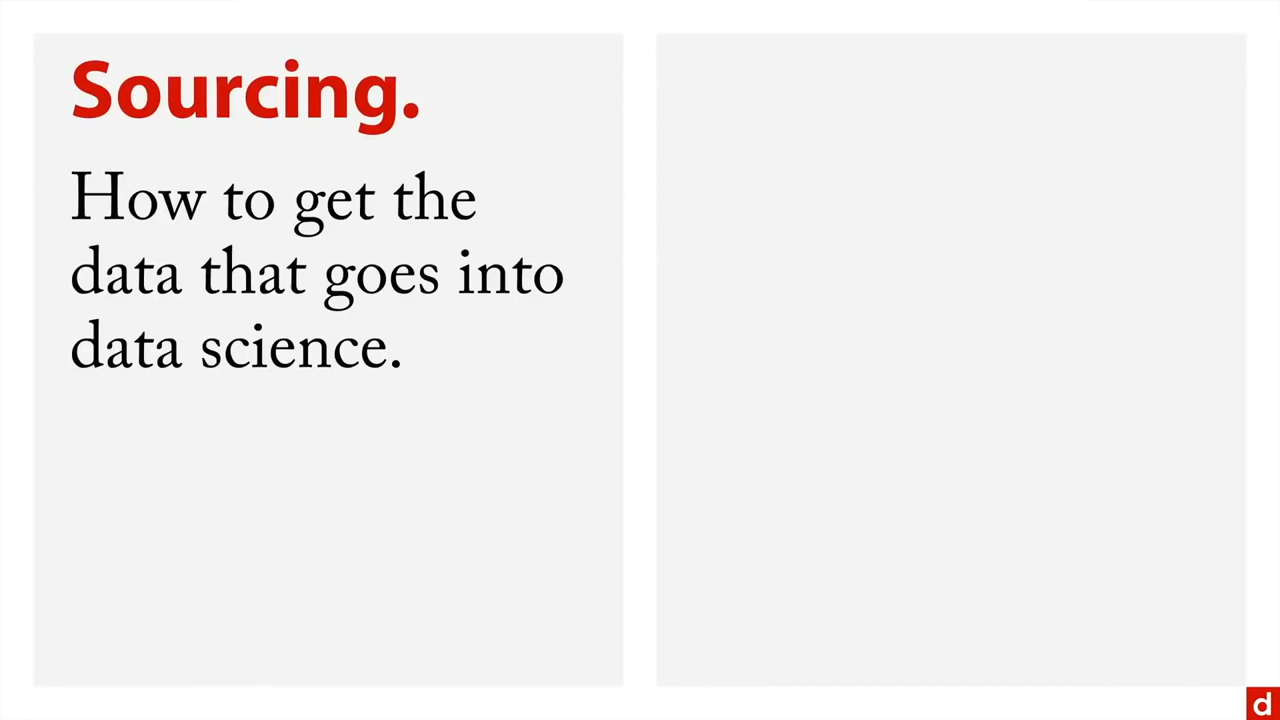 Sourcing.
How to get the
data that goes into
data science.
d